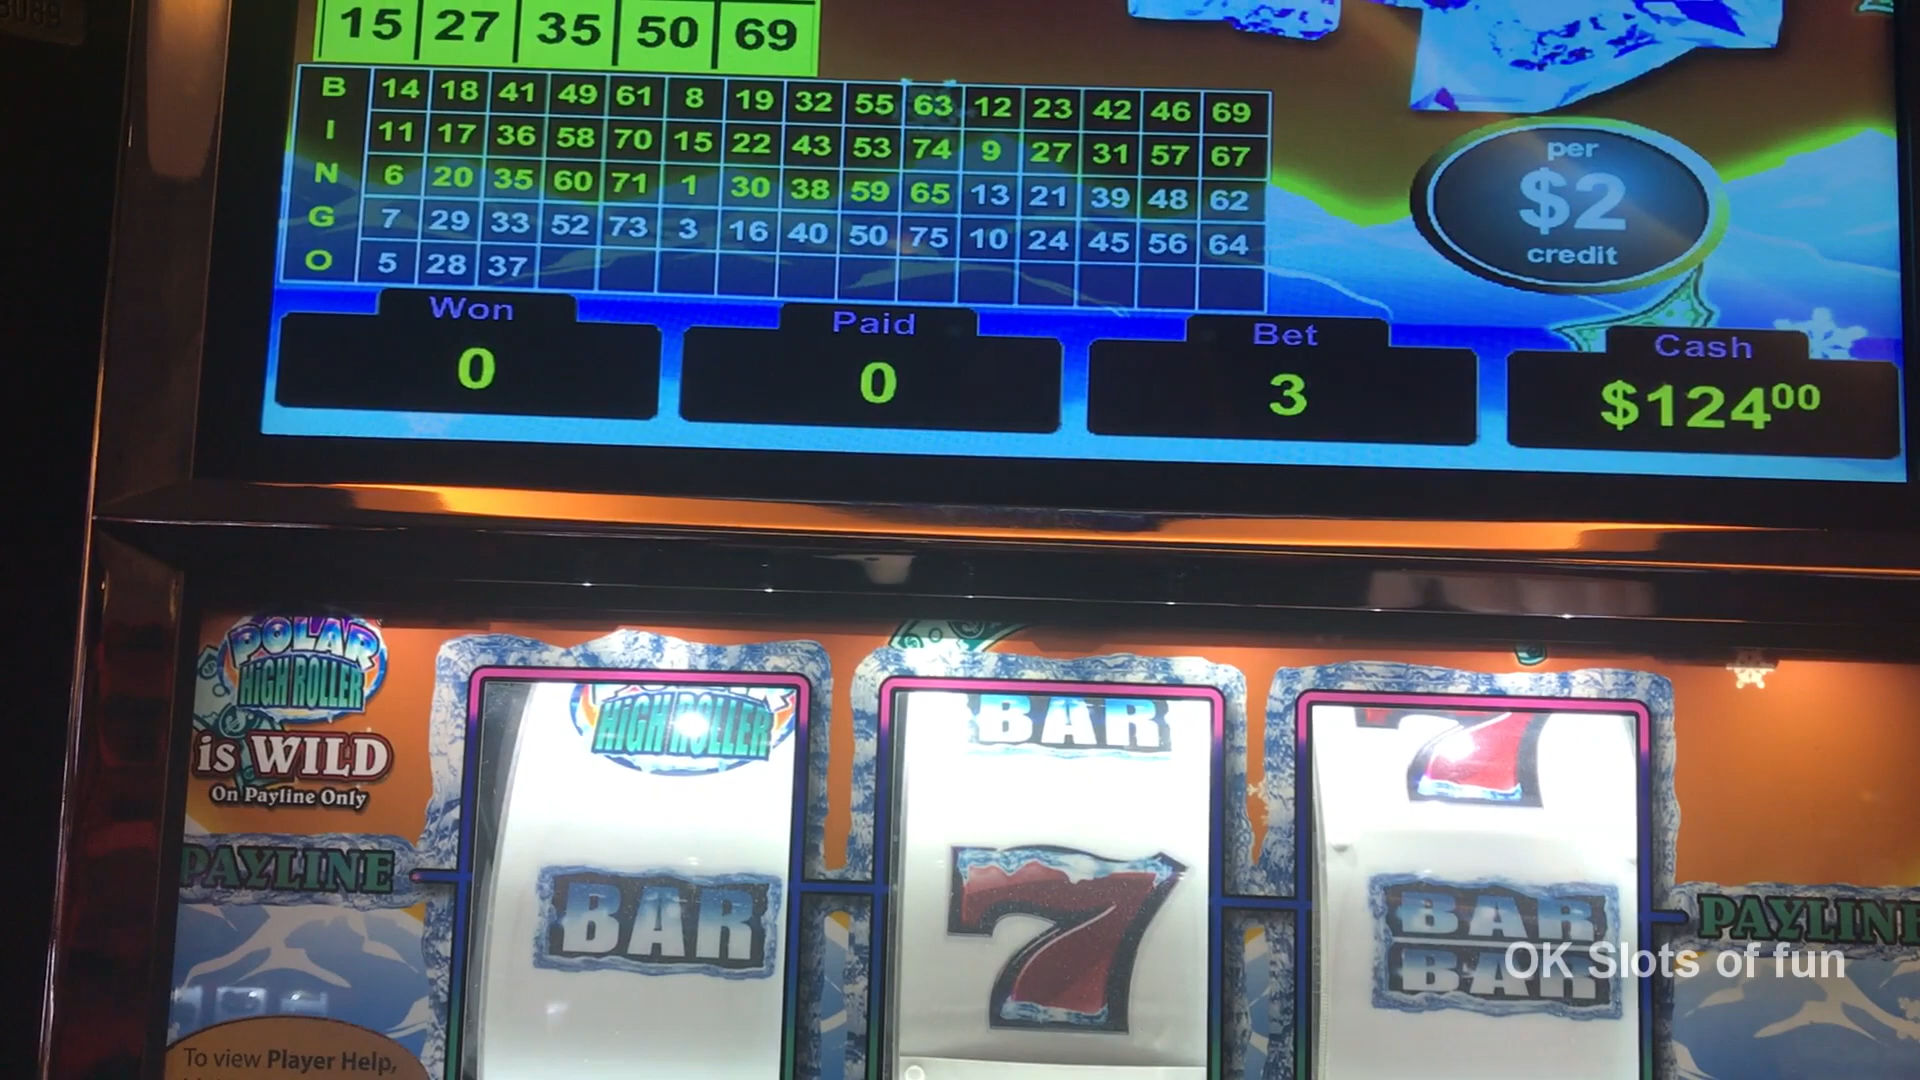 15 27 35 50 69
B 14 18 41 49 61 8 19 32 55 63 12 23 42 46 69
I 11 17 36 58 70 15 22 43 53 74 9 27 31 57 67
N 6 20 35 60 71 1 30 38 59 65 13 21 39 48 62
G 7 29 33 52 73 3 16 40 50 75 10 24 45 56 64
O 5 28 37
per
$2
credit
Won Paid Bet Cash
0 0 3 $124⁰⁰
POLAR
HIGH ROLLER
is WILD
On Payline Only
HIGH ROLLER
BAR
7
PAYLINE
BAR
7
BAR
BAR
PAYLINE
OK Slots of fun
To view Player Help,